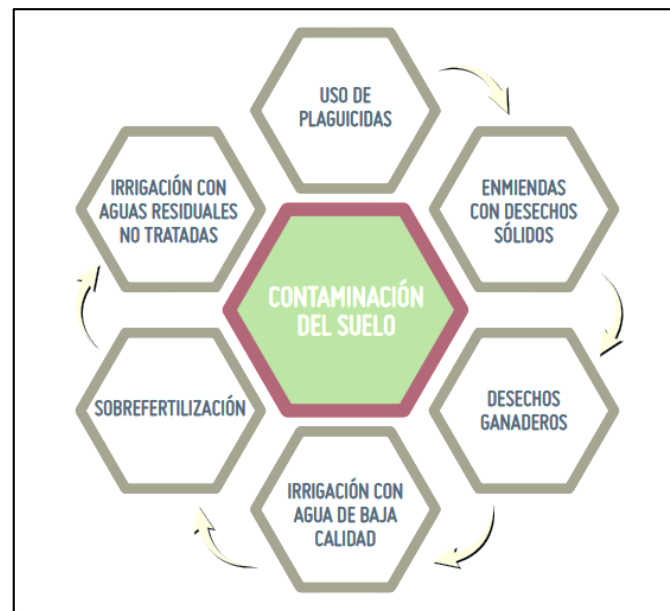 USO DE
PLAGUICIDAS
ENMIENDAS
CON DESECHOS
SÓLIDOS
DESECHOS
GANADEROS
IRRIGACIÓN CON
AGUA DE BAJA
CALIDAD
SOBREFERTILIZACIÓN
IRRIGACIÓN CON
AGUAS RESIDUALES
NO TRATADAS
CONTAMINACIÓN
DEL SUELO